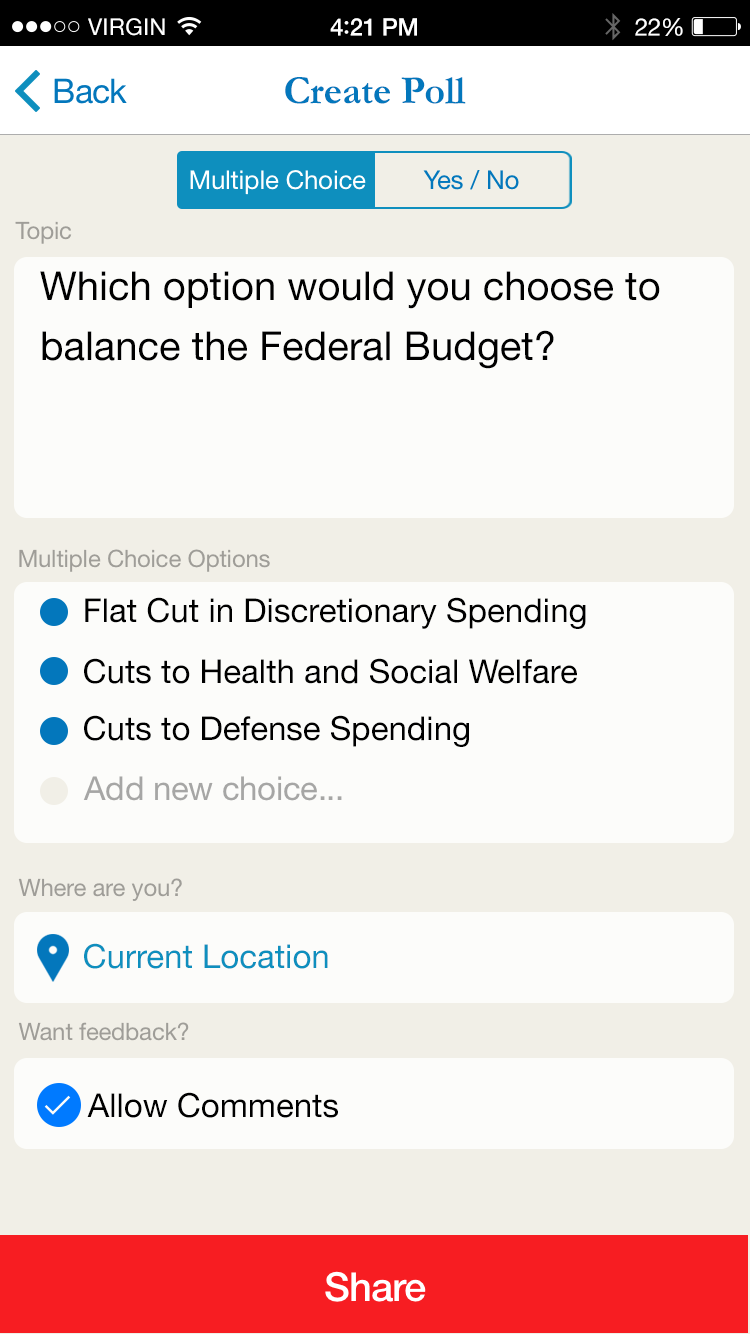 VIRGIN 4:21 PM 22%
Back Create Poll
Multiple Choice Yes / No
Topic
Which option would you choose to
balance the Federal Budget?
Multiple Choice Options
Flat Cut in Discretionary Spending
Cuts to Health and Social Welfare
Cuts to Defense Spending
Add new choice...
Where are you?
Current Location
Want feedback?
Allow Comments
Share